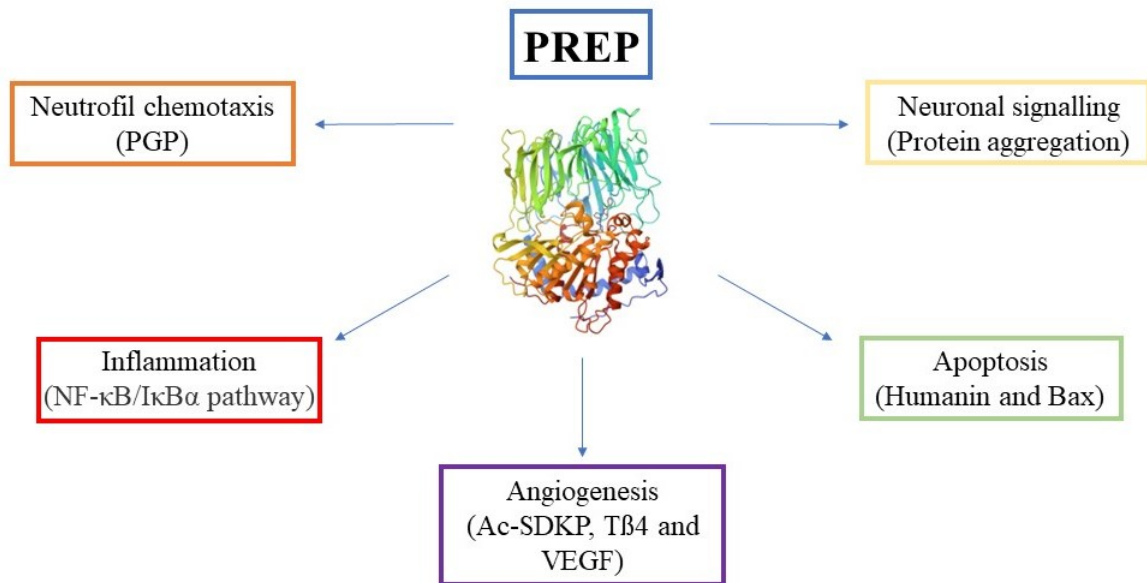 PREP
Neutrofil chemotaxis
(PGP)
Neuronal signalling
(Protein aggregation)
Inflammation
(NF-κB/IκBα pathway)
Apoptosis
(Humanin and Bax)
Angiogenesis
(Ac-SDKP, Tß4 and
VEGF)